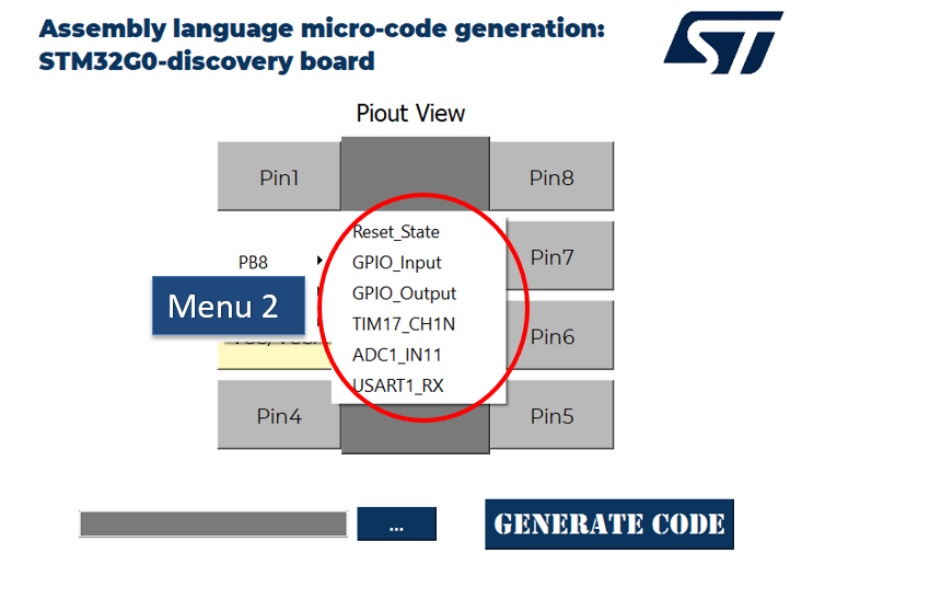 Assembly language micro-code generation:
STM32G0-discovery board
ST
Piout View
Pin1
Pin8
Reset_State
PB8
GPIO_Input
Pin7
Menu 2
GPIO_Output
TIM17_CH1N
Pin6
ADC1_IN11
USART1_RX
Pin4
Pin5
...
GENERATE CODE